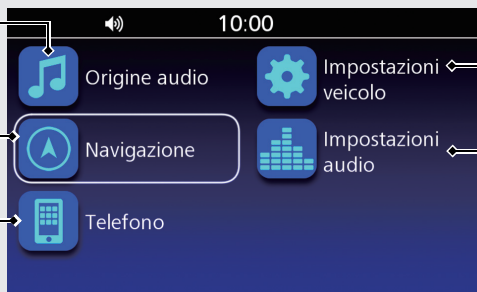 10:00
Origine audio
Impostazioni
veicolo
Navigazione
Impostazioni
audio
Telefono